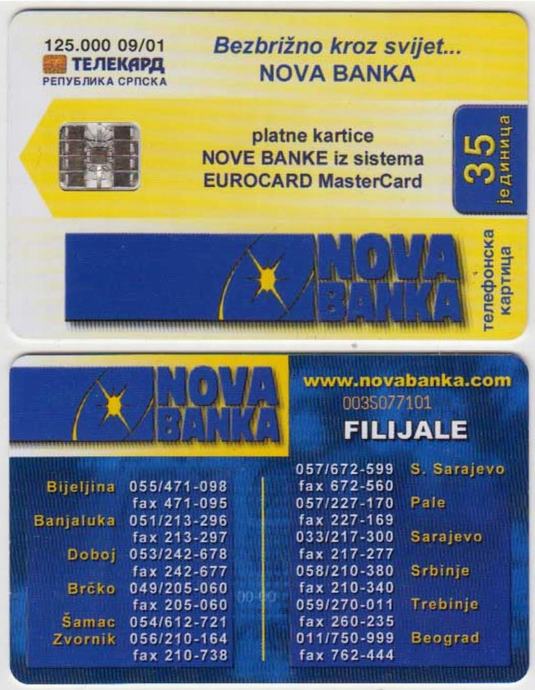 125.000 09/01
ТЕЛЕКАРД
РЕПУБЛИКА СРПСКА
Bezbrižno kroz svijet...
NOVA BANKA
platne kartice
NOVE BANKE iz sistema
EUROCARD MasterCard
35
јединица
NOVA
BANKA
телефонска
картица
NOVA
BANKA
www.novabanka.com
003S077101
FILIJALE
Bijeljina 055/471-098
fax 471-095
Banjaluka 051/213-296
fax 213-297
Doboj 053/242-678
fax 242-677
Brčko 049/205-060
fax 205-060
Šamac 054/612-721
Zvornik 056/210-164
fax 210-738
057/672-599 S. Sarajevo
fax 672-560
057/227-170 Pale
fax 227-169
033/217-300 Sarajevo
fax 217-277
058/210-380 Srbinje
fax 210-340
059/270-011 Trebinje
fax 260-235
011/750-999 Beograd
fax 762-444